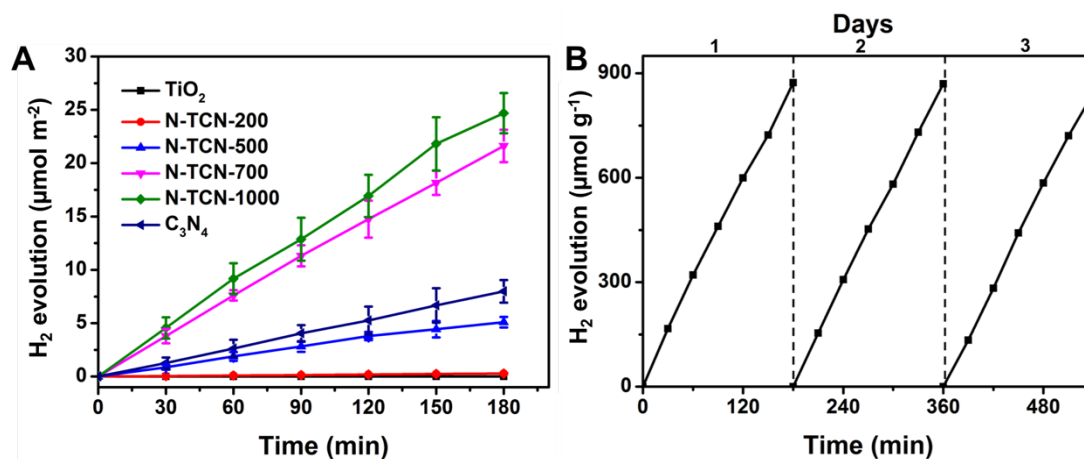 A
H₂ evolution (μmol m⁻²)
30
25
20
15
10
5
0
TiO₂
N-TCN-200
N-TCN-500
N-TCN-700
N-TCN-1000
C₃N₄
0 30 60 90 120 150 180
Time (min)
B
Days
1 2 3
H₂ evolution (μmol g⁻¹)
900
600
300
0
0 120 240 360 480
Time (min)